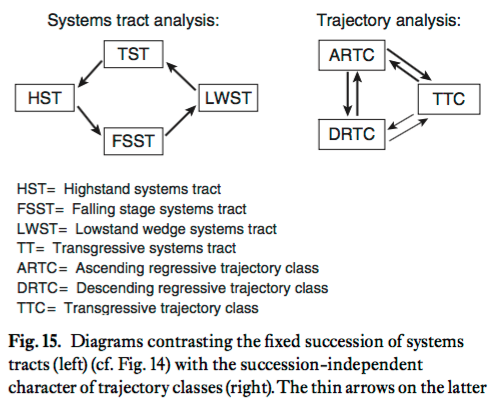 Systems tract analysis:
Trajectory analysis:
TST
HST
LWST
FSST
ARTC
TTC
DRTC
HST= Highstand systems tract
FSST= Falling stage systems tract
LWST= Lowstand wedge systems tract
TT= Transgressive systems tract
ARTC= Ascending regressive trajectory class
DRTC= Descending regressive trajectory class
TTC= Transgressive trajectory class
Fig. 15. Diagrams contrasting the fixed succession of systems
tracts (left) (cf. Fig. 14) with the succession-independent
character of trajectory classes (right). The thin arrows on the latter